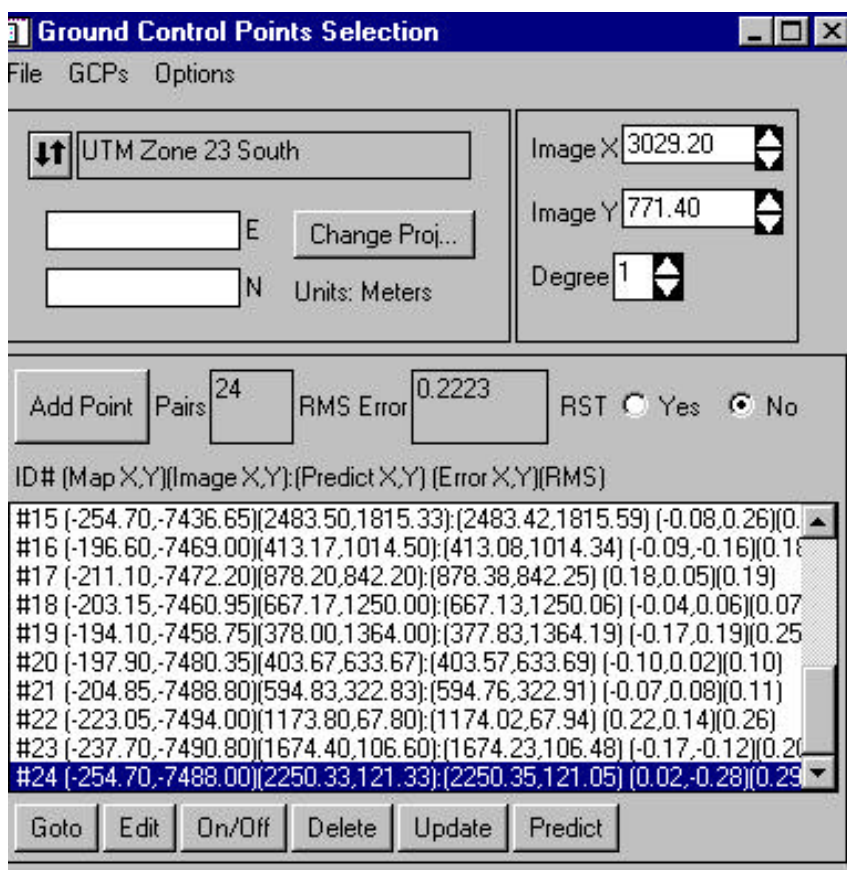 Ground Control Points Selection
File GCPs Options
UTM Zone 23 South
Image X 3029.20
E Change Proj...
Image Y 771.40
N Units: Meters
Degree 1
Add Point Pairs 24 RMS Error 0.2223 RST Yes No
ID# (Map X,Y)(Image X,Y):(Predict X,Y) (Error X,Y)(RMS)
#15 (-254.70,-7436.65)(2483.50,1815.33):(2483.42,1815.59) (-0.08,0.26)(0.
#16 (-196.60,-7469.00)(413.17,1014.50):(413.08,1014.34) (-0.09,-0.16)(0.18
#17 (-211.10,-7472.20)(878.20,842.20):(878.38,842.25) (0.18,0.05)(0.19)
#18 (-203.15,-7460.95)(667.17,1250.00):(667.13,1250.06) (-0.04,0.06)(0.07
#19 (-194.10,-7458.75)(378.00,1364.00):(377.83,1364.19) (-0.17,0.19)(0.25
#20 (-197.90,-7480.35)(403.67,633.67):(403.57,633.69) (-0.10,0.02)(0.10)
#21 (-204.85,-7488.80)(594.83,322.83):(594.76,322.91) (-0.07,0.08)(0.11)
#22 (-223.05,-7494.00)(1173.80,67.80):(1174.02,67.94) (0.22,0.14)(0.26)
#23 (-237.70,-7490.80)(1674.40,106.60):(1674.23,106.48) (-0.17,-0.12)(0.20
#24 (-254.70,-7488.00)(2250.33,121.33):(2250.35,121.05) (0.02,-0.28)(0.29
Goto Edit On/Off Delete Update Predict